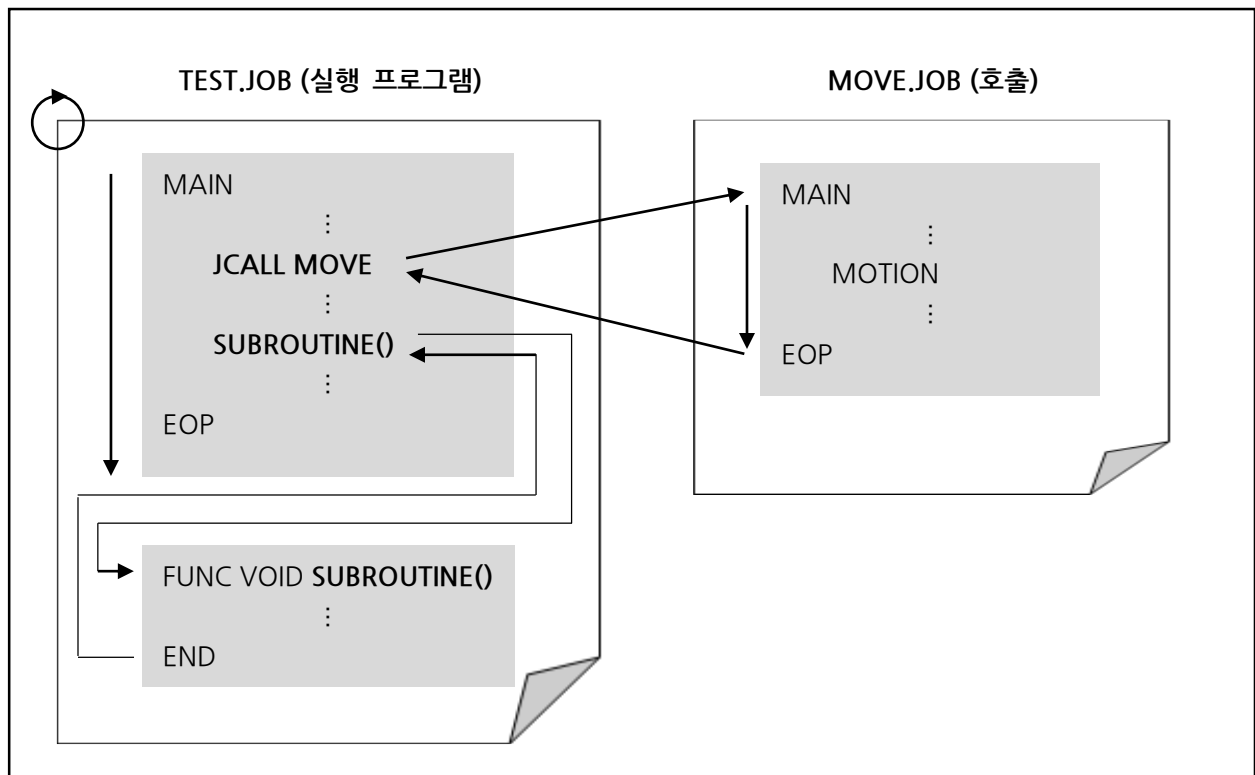 TEST.JOB (실행 프로그램)
MAIN
⋮
JCALL MOVE
⋮
SUBROUTINE()
⋮
EOP
FUNC VOID SUBROUTINE()
⋮
END
MOVE.JOB (호출)
MAIN
⋮
MOTION
⋮
EOP